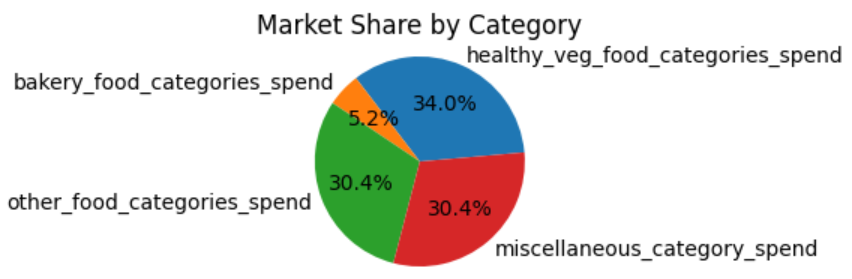 Market Share by Category
healthy_veg_food_categories_spend
bakery_food_categories_spend
34.0%
5.2%
30.4%
other_food_categories_spend
30.4%
miscellaneous_category_spend